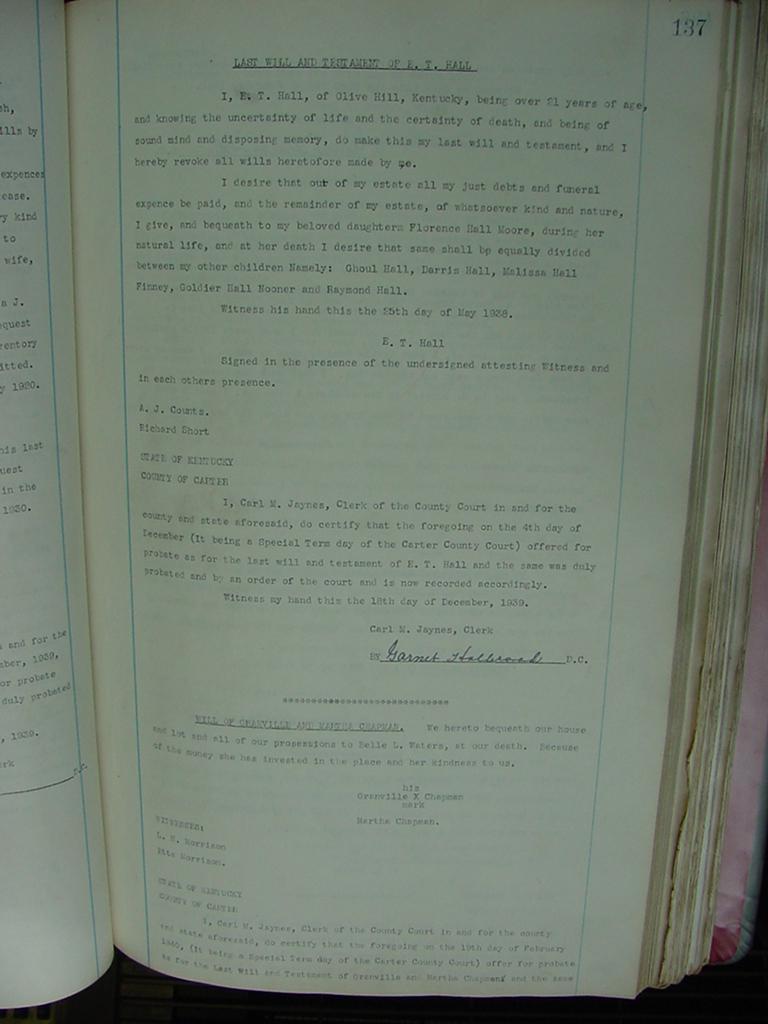 137
LAST WILL AND TESTAMENT OF E. T. HALL
I, E. T. Hall, of Olive Hill, Kentucky, being over 21 years of age,
and knowing the uncertainty of life and the certainty of death, and being of
sound mind and disposing memory, do make this my last will and testament, and I
hereby revoke all wills heretofore made by me.
I desire that out of my estate all my just debts and funeral
expence be paid, and the remainder of my estate, of whatsoever kind and nature,
I give, and bequeath to my beloved daughterm Florence Hall Moore, during her
natural life, and at her death I desire that same shall be equally divided
between my other children Namely: Ghoul Hall, Darris Hall, Malissa Hall
Finney, Goldier Hall Nooner and Raymond Hall.
Witness his hand this the 25th day of May 1938.
E. T. Hall
Signed in the presence of the undersigned attesting Witness and
in each others presence.
A. J. Counts.
Richard Short
STATE OF KENTUCKY
COUNTY OF CARTER
I, Carl M. Jaynes, Clerk of the County Court in and for the
county and state aforesaid, do certify that the foregoing on the 4th day of
December (It being a Special Term day of the Carter County Court) offered for
probate as for the last will and testament of E. T. Hall and the same was duly
probated and by an order of the court and is now recorded accordingly.
Witness my hand this the 18th day of December, 1939.
Carl M. Jaynes, Clerk
BY Garnet Holbrook D.C.
WILL OF GRANVILLE AND MARTHA CHAPMAN. We hereto bequeath our house
and lot and all of our prosessions to Belle L. Waters, at our death. Because
of the money she has invested in the place and her kindness to us.
his
Granville X Chapman
mark
Martha Chapman.
WITNESSES:
L. E. Morrison
Etta Morrison.
STATE OF KENTUCKY
COUNTY OF CARTER
I, Carl M. Jaynes, Clerk of the County Court in and for the county
and state aforesaid, do certify that the foregoing on the 19th day of February
1940, (It being a Special Term day of the Carter County Court) offer for probate
as for the Last Will and Testament of Granville and Martha Chapman and the same